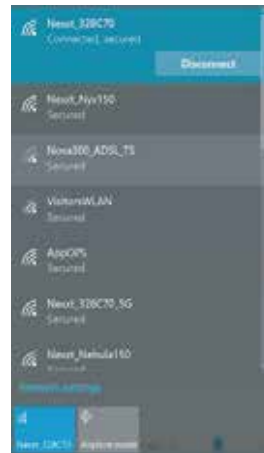 Nexxt_328C70
Connected, secured
Disconnect
Nexxt_Nyx150
Secured
Nova300_ADSL_TS
Secured
VisitorsWLAN
Secured
Secured
Nexxt_328C70_5G
Secured
Nexxt_Nebula150
Secured
Network settings
Nexxt_328C70
Airplane mode